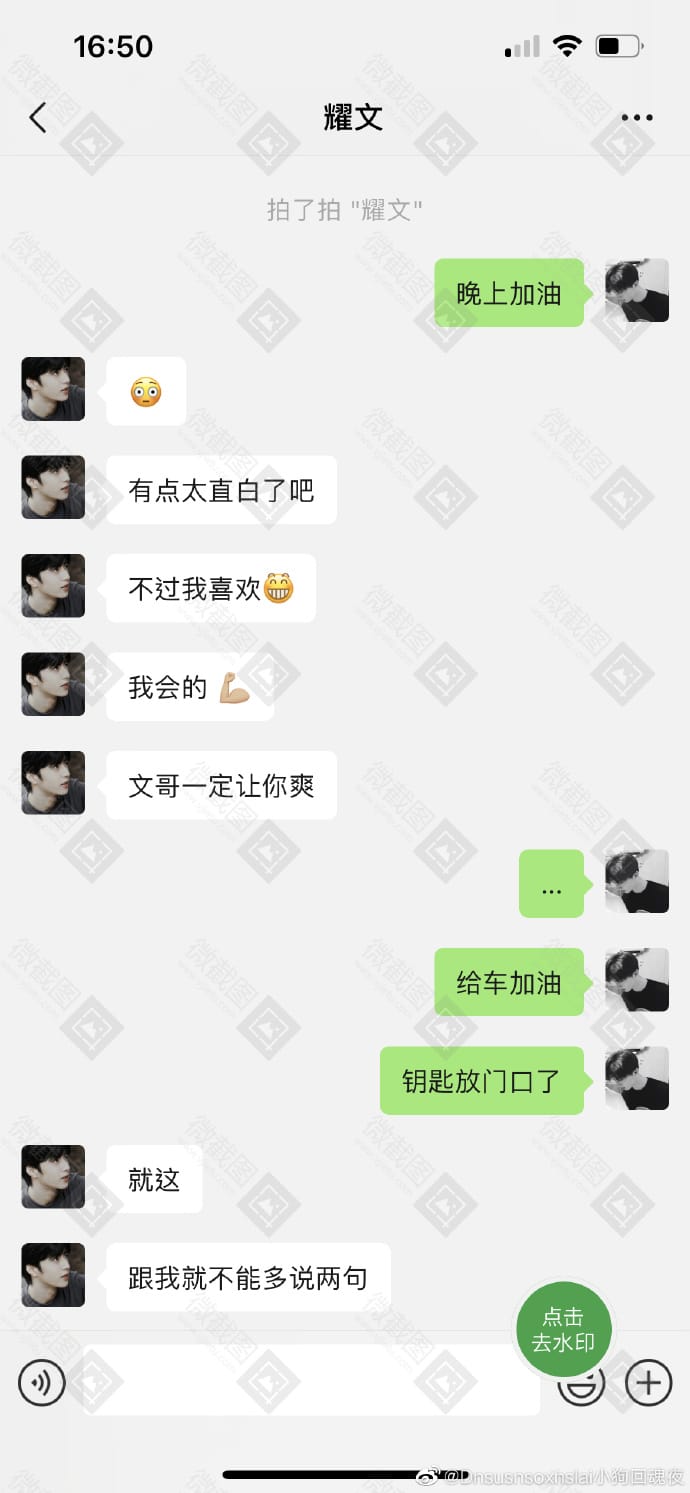 16:50
耀文
拍了拍 "耀文"
晚上加油
😳
有点太直白了吧
不过我喜欢😁
我会的 💪🏼
文哥一定让你爽
...
给车加油
钥匙放门口了
就这
跟我就不能多说两句
点击
去水印
@Dnsusnsoxhslai小狗回魂夜
微截图